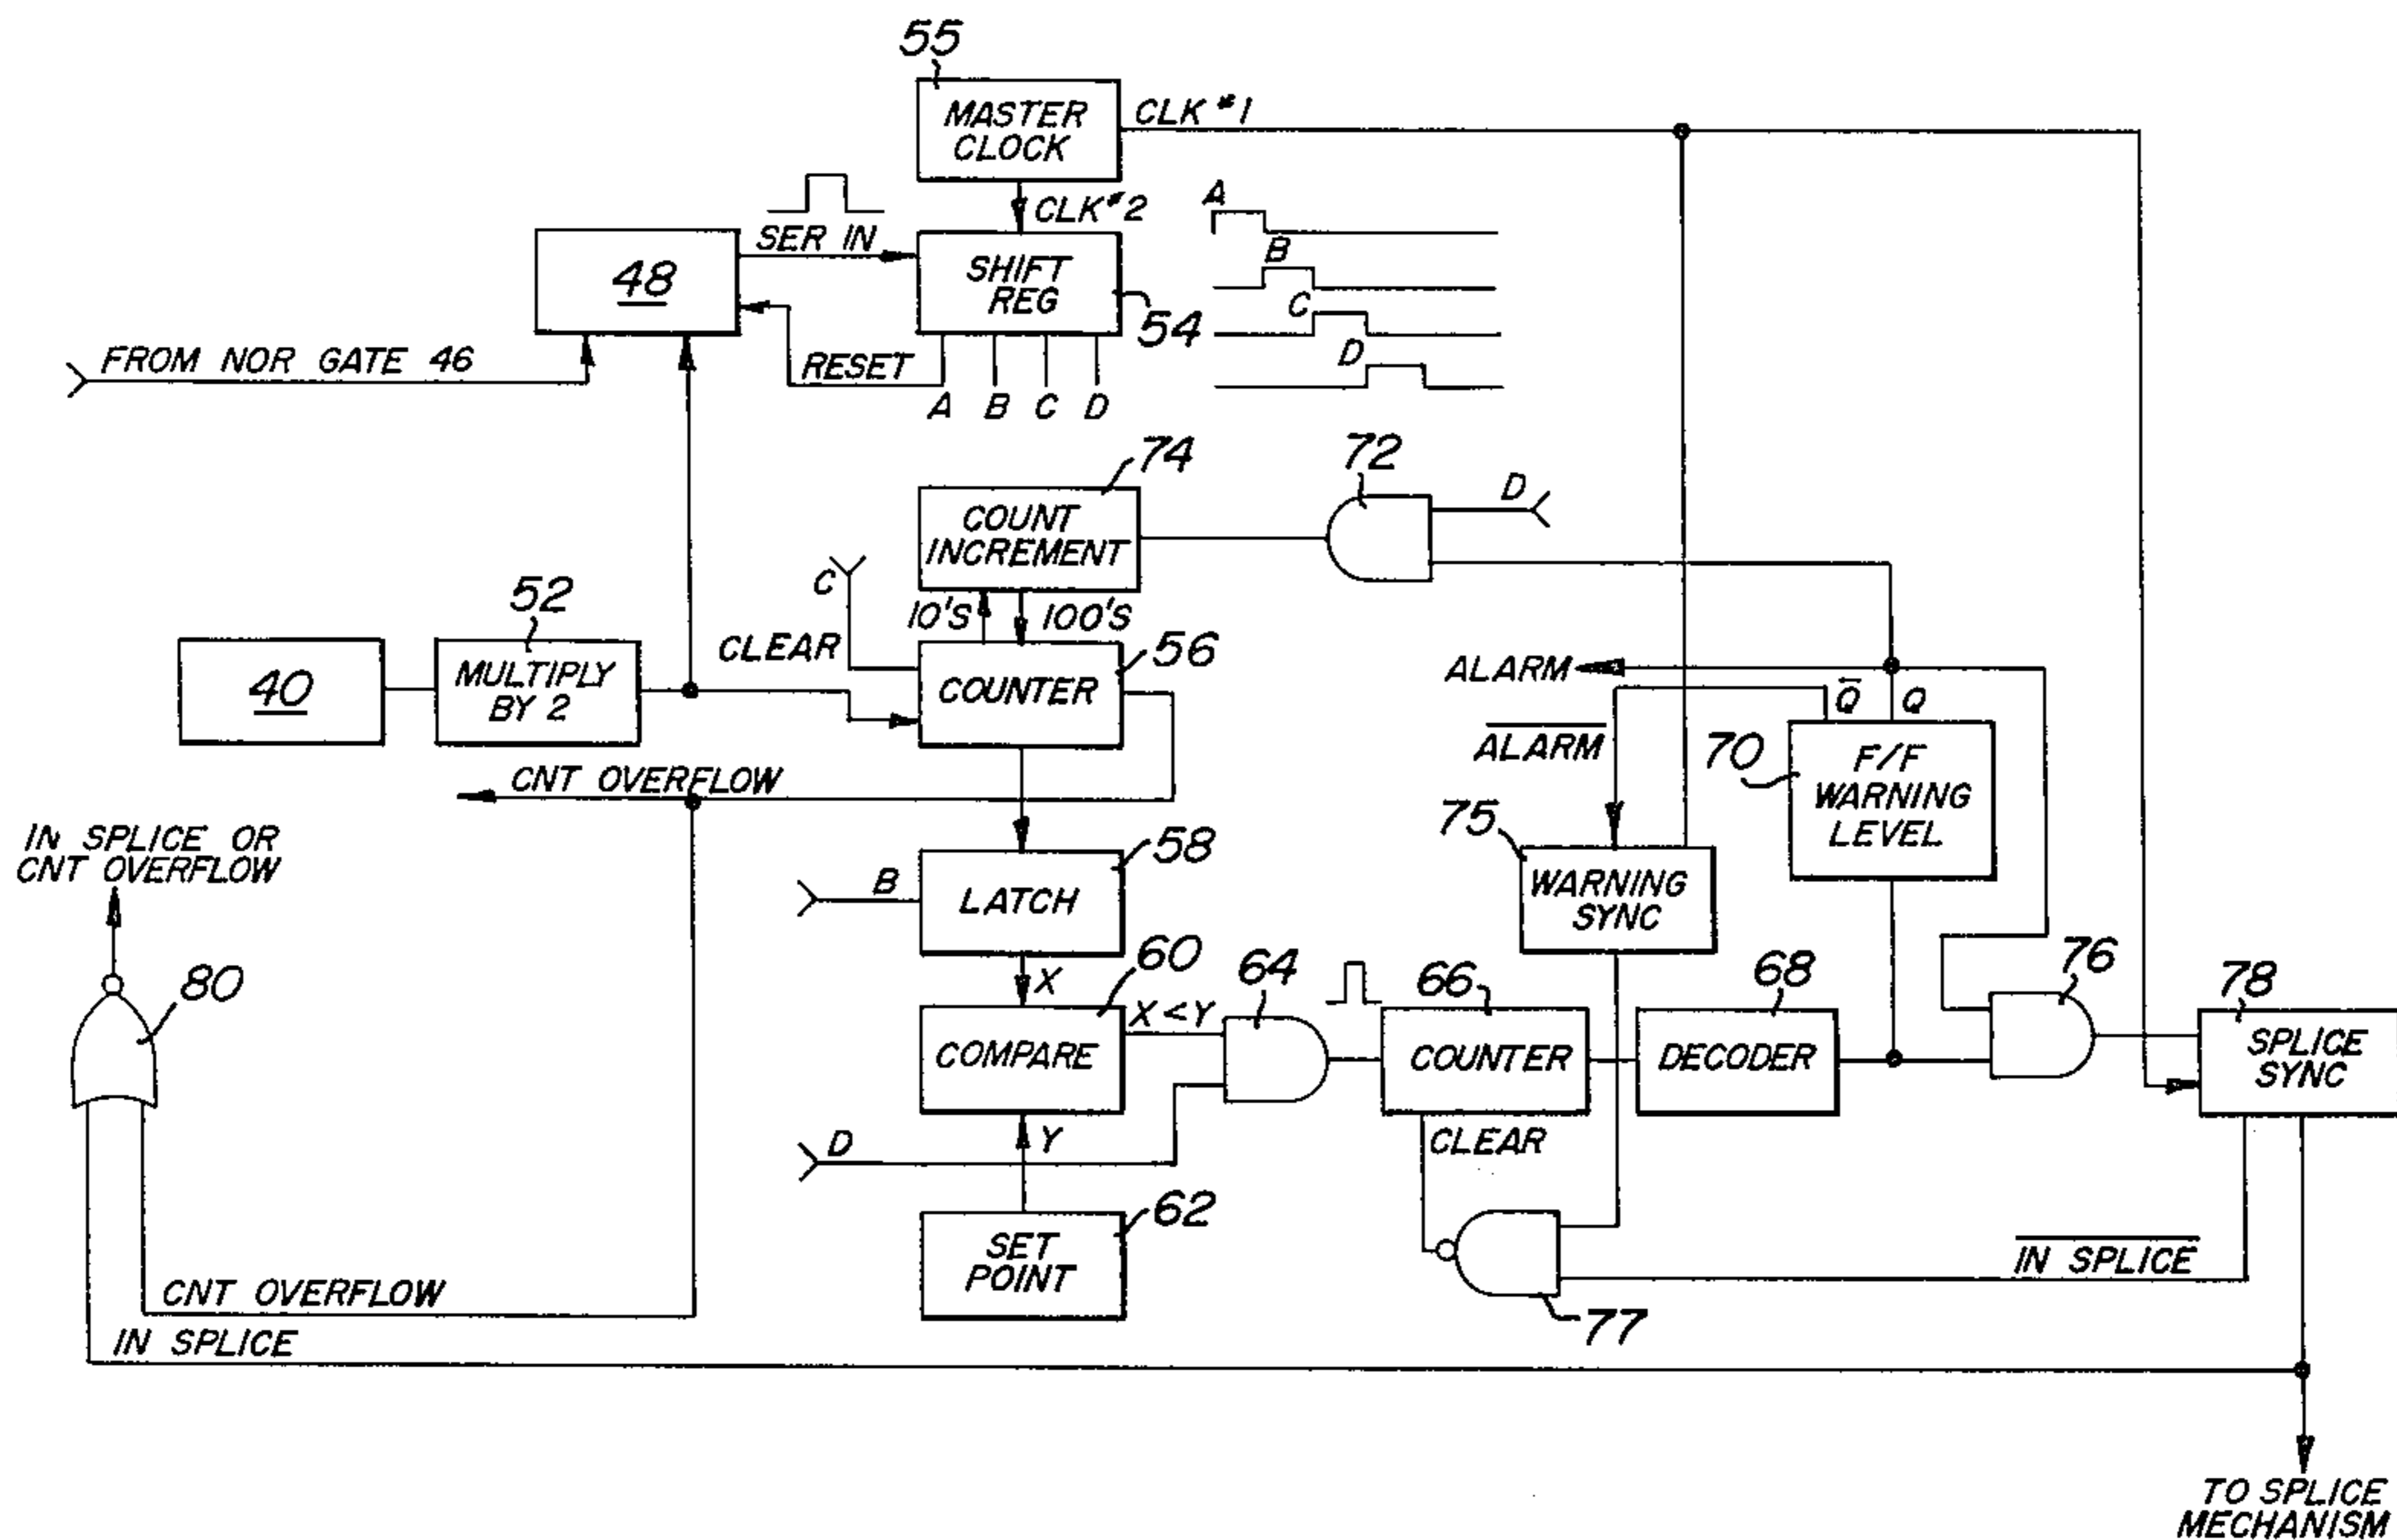 55
MASTER
CLOCK
CLK #1
CLK #2
SER IN
48
SHIFT
REG
54
A
B
C
D
FROM NOR GATE 46
RESET
A B C D
74
72
D
COUNT
INCREMENT
C
10'S
100'S
52
CLEAR
56
40
MULTIPLY
BY 2
COUNTER
ALARM
Q̅ Q
A̅L̅A̅R̅M̅
70
F/F
WARNING
LEVEL
CNT OVERFLOW
IN SPLICE OR
CNT OVERFLOW
75
58
B
LATCH
WARNING
SYNC
80
X
60
64
66
68
76
78
X<Y
COMPARE
COUNTER
DECODER
SPLICE
SYNC
D
Y
CLEAR
62
SET
POINT
I̅N̅ S̅P̅L̅I̅C̅E̅
77
CNT OVERFLOW
IN SPLICE
TO SPLICE
MECHANISM